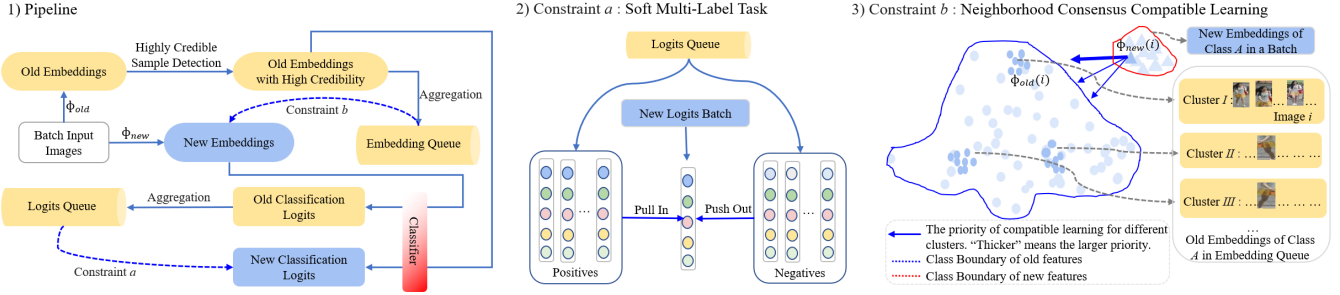 1) Pipeline
Old Embeddings
Highly Credible
Sample Detection
Old Embeddings
with High Credibility
Aggregation
ϕold
Constraint b
Batch Input
Images
ϕnew
New Embeddings
Embedding Queue
Logits Queue
Aggregation
Old Classification
Logits
Classifier
Constraint a
New Classification
Logits
2) Constraint a : Soft Multi-Label Task
Logits Queue
New Logits Batch
...
Pull In
Push Out
...
Positives
Negatives
3) Constraint b : Neighborhood Consensus Compatible Learning
ϕnew(i)
New Embeddings of
Class A in a Batch
ϕold(i)
Cluster I : ... ...
Image i
Cluster II : ... ... ... ...
Cluster III : ... ... ... ...
...
Old Embeddings of Class
A in Embedding Queue
The priority of compatible learning for different
clusters. “Thicker” means the larger priority.
Class Boundary of old features
Class Boundary of new features